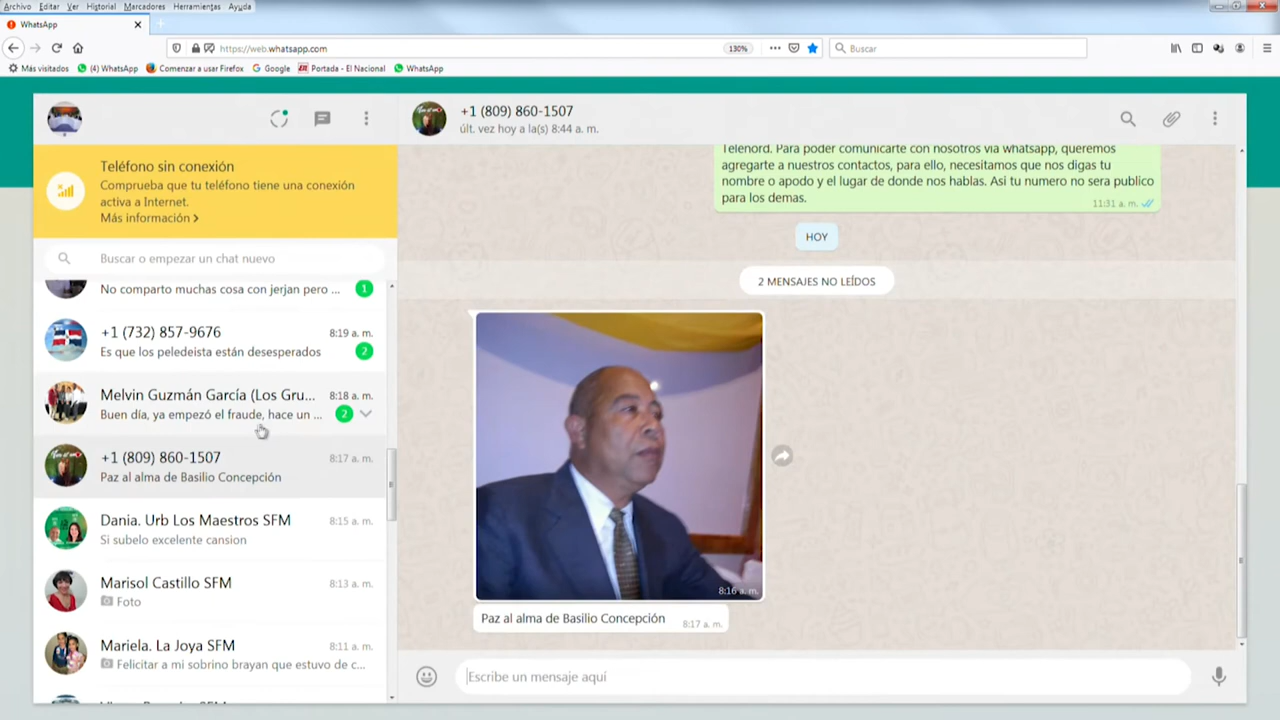 Archivo Editar Ver Historial Marcadores Herramientas Ayuda
WhatsApp
https://web.whatsapp.com
130%
Buscar
Más visitados
(4) WhatsApp
Comenzar a usar Firefox
Google
Portada - El Nacional
WhatsApp
Teléfono sin conexión
Comprueba que tu teléfono tiene una conexión
activa a Internet.
Más información
Buscar o empezar un chat nuevo
No comparto muchas cosa con jerjan pero ...
1
+1 (732) 857-9676
8:19 a. m.
Es que los peledeista están desesperados
2
Melvin Guzmán García (Los Gru...
8:18 a. m.
Buen día, ya empezó el fraude, hace un ...
2
+1 (809) 860-1507
8:17 a. m.
Paz al alma de Basilio Concepción
Dania. Urb Los Maestros SFM
8:15 a. m.
Si subelo excelente cansion
Marisol Castillo SFM
8:13 a. m.
Foto
Mariela. La Joya SFM
8:11 a. m.
Felicitar a mi sobrino brayan que estuvo de c...
+1 (809) 860-1507
últ. vez hoy a la(s) 8:44 a. m.
Telenord. Para poder comunicarte con nosotros via whatsapp, queremos
agregarte a nuestros contactos, para ello, necesitamos que nos digas tu
nombre o apodo y el lugar de donde nos hablas. Asi tu numero no sera publico
para los demas.
11:31 a. m.
HOY
2 MENSAJES NO LEÍDOS
8:16 a. m.
Paz al alma de Basilio Concepción
8:17 a. m.
Escribe un mensaje aquí